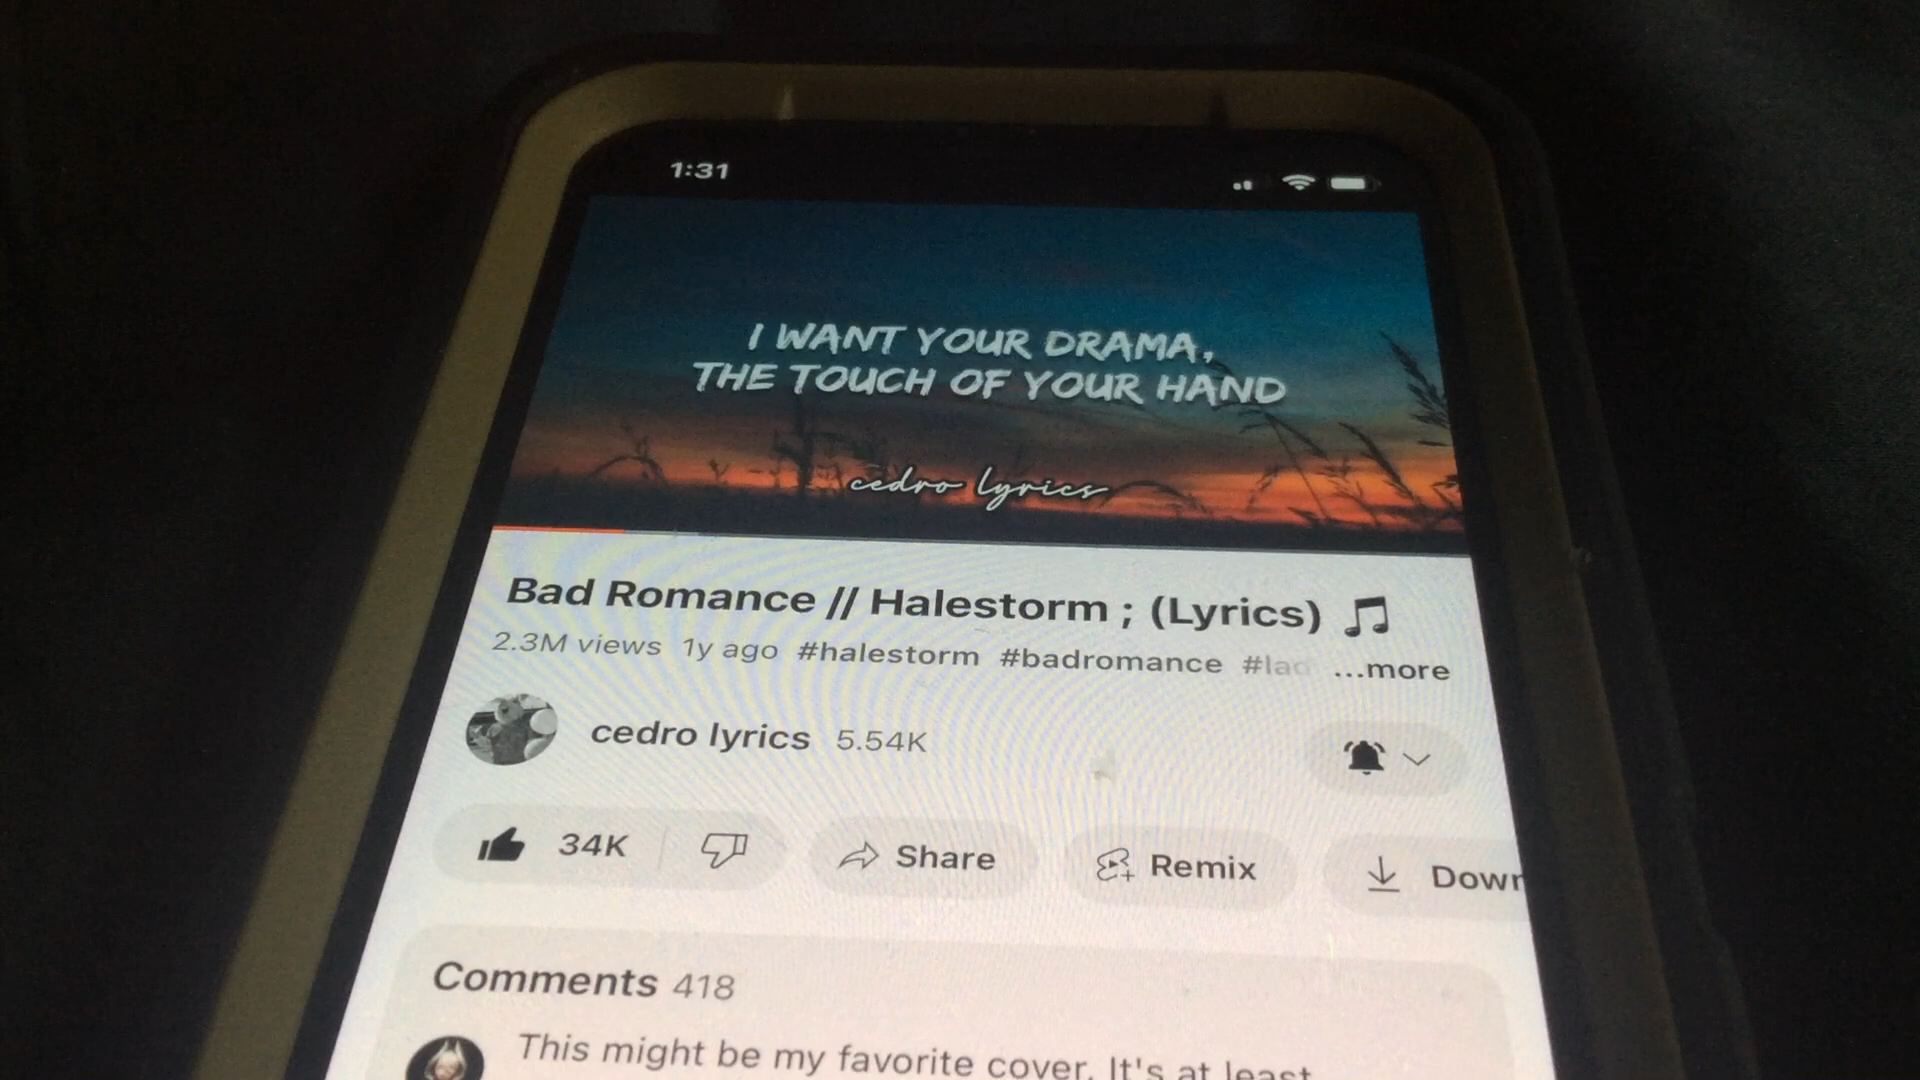 1:31
I WANT YOUR DRAMA,
THE TOUCH OF YOUR HAND
cedro lyrics
Bad Romance // Halestorm ; (Lyrics) 🎵
2.3M views 1y ago #halestorm #badromance #lad ...more
cedro lyrics 5.54K
34K Share Remix Down
Comments 418
This might be my favorite cover. It's at least